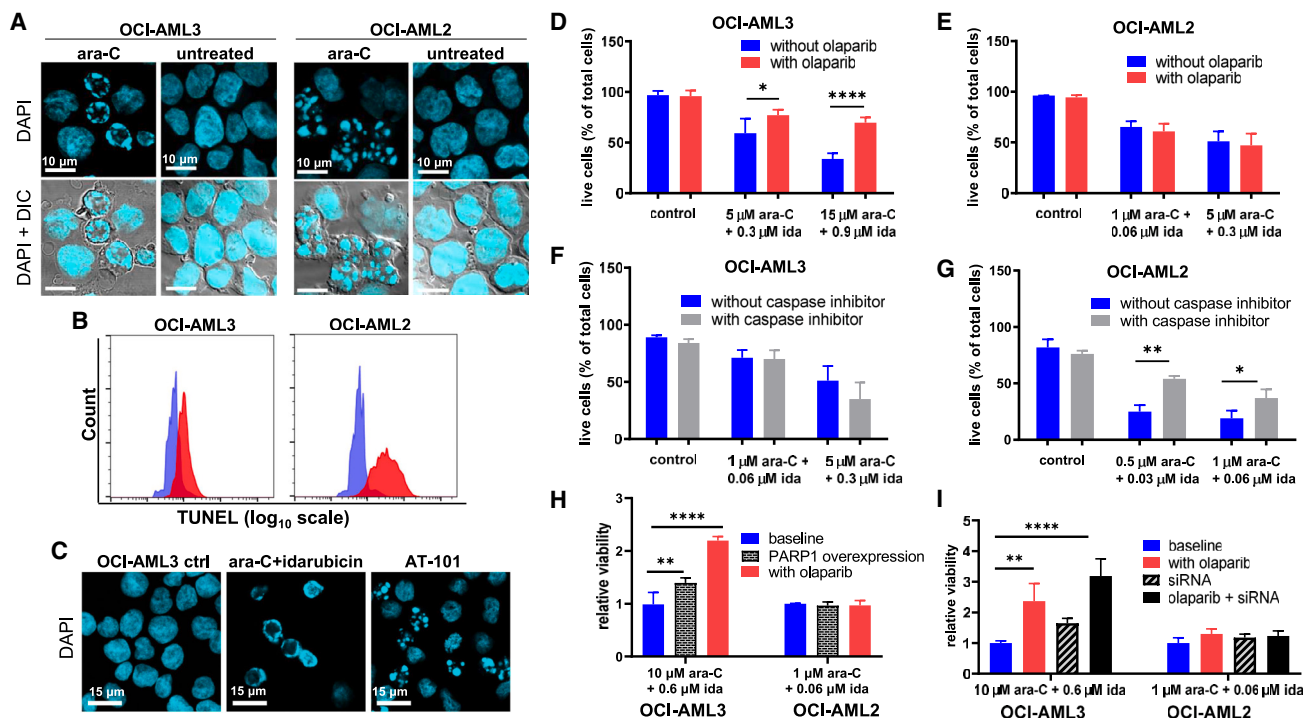 A
OCI-AML3
OCI-AML2
ara-C
untreated
ara-C
untreated
DAPI
10 µm
10 µm
10 µm
10 µm
DAPI + DIC
B
OCI-AML3
OCI-AML2
Count
TUNEL (log10 scale)
C
OCI-AML3 ctrl
ara-C+idarubicin
AT-101
DAPI
15 µm
15 µm
15 µm
D
OCI-AML3
without olaparib
with olaparib
live cells (% of total cells)
100
50
0
*
****
control
5 µM ara-C
+ 0.3 µM ida
15 µM ara-C
+ 0.9 µM ida
E
OCI-AML2
without olaparib
with olaparib
live cells (% of total cells)
100
50
0
control
1 µM ara-C +
0.06 µM ida
5 µM ara-C
+ 0.3 µM ida
F
OCI-AML3
without caspase inhibitor
with caspase inhibitor
live cells (% of total cells)
100
50
0
control
1 µM ara-C +
0.06 µM ida
5 µM ara-C
+ 0.3 µM ida
G
OCI-AML2
without caspase inhibitor
with caspase inhibitor
live cells (% of total cells)
100
50
0
**
*
control
0.5 µM ara-C
+ 0.03 µM ida
1 µM ara-C
+ 0.06 µM ida
H
relative viability
3
2
1
0
****
**
baseline
PARP1 overexpression
with olaparib
10 µM ara-C
+ 0.6 µM ida
1 µM ara-C
+ 0.06 µM ida
OCI-AML3
OCI-AML2
I
relative viability
5
4
3
2
1
0
****
**
baseline
with olaparib
siRNA
olaparib + siRNA
10 µM ara-C + 0.6 µM ida
1 µM ara-C + 0.06 µM ida
OCI-AML3
OCI-AML2